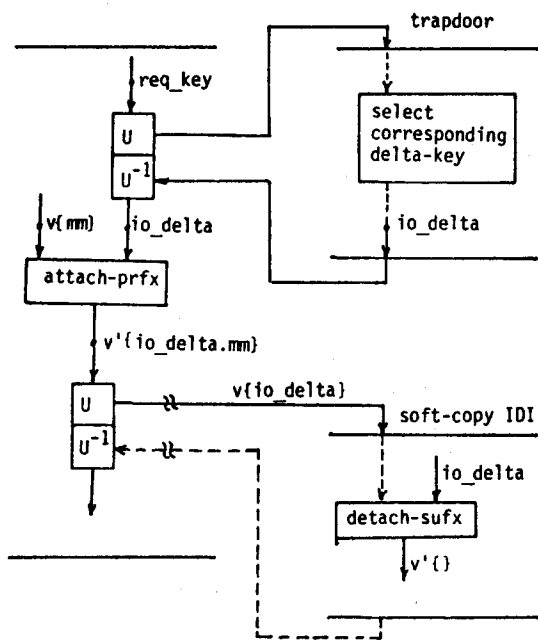 trapdoor
req_key
U
U⁻¹
select
corresponding
delta-key
v{mm}
io_delta
io_delta
attach-prfx
v'{io_delta.mm}
U
U⁻¹
v{io_delta}
soft-copy IDI
io_delta
detach-sufx
v'{}